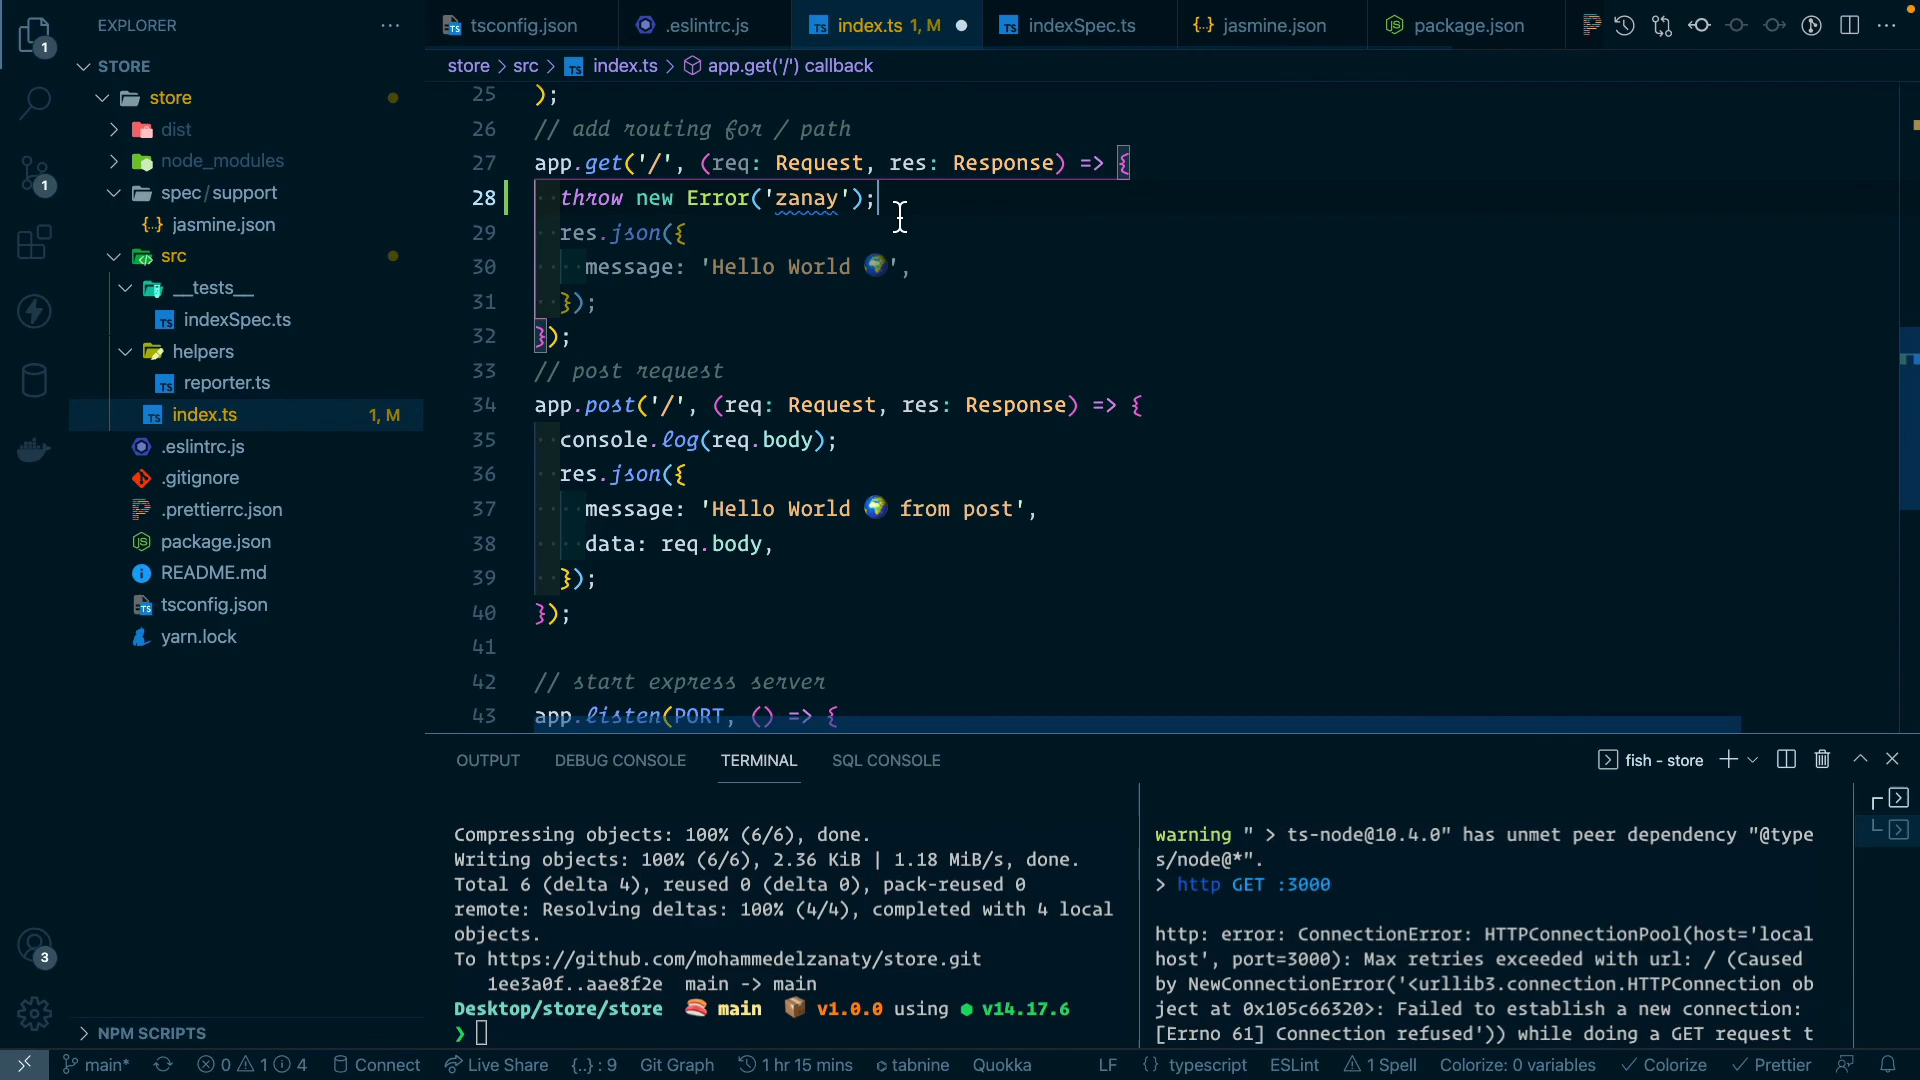 EXPLORER
STORE
store
dist
node_modules
spec/support
jasmine.json
src
__tests__
indexSpec.ts
helpers
reporter.ts
index.ts 1, M
.eslintrc.js
.gitignore
.prettierrc.json
package.json
README.md
tsconfig.json
yarn.lock
NPM SCRIPTS
1
1
3
tsconfig.json .eslintrc.js index.ts 1, M indexSpec.ts jasmine.json package.json
store > src > index.ts > app.get('/') callback
25 );
26 // add routing for / path
27 app.get('/', (req: Request, res: Response) => {
28 throw new Error('zanay');
29 res.json({
30 message: 'Hello World 🌍',
31 });
32 });
33 // post request
34 app.post('/', (req: Request, res: Response) => {
35 console.log(req.body);
36 res.json({
37 message: 'Hello World 🌍 from post',
38 data: req.body,
39 });
40 });
41
42 // start express server
43 app.listen(PORT, () => {
OUTPUT DEBUG CONSOLE TERMINAL SQL CONSOLE
fish - store
Compressing objects: 100% (6/6), done.
Writing objects: 100% (6/6), 2.36 KiB | 1.18 MiB/s, done.
Total 6 (delta 4), reused 0 (delta 0), pack-reused 0
remote: Resolving deltas: 100% (4/4), completed with 4 local
objects.
To https://github.com/mohammedelzanaty/store.git
1ee3a0f..aae8f2e main -> main
Desktop/store/store 🍣 main 📦 v1.0.0 using ⬢ v14.17.6
❯
warning " > ts-node@10.4.0" has unmet peer dependency "@type
s/node@*".
> http GET :3000
http: error: ConnectionError: HTTPConnectionPool(host='local
host', port=3000): Max retries exceeded with url: / (Caused
by NewConnectionError('<urllib3.connection.HTTPConnection ob
ject at 0x105c66320>: Failed to establish a new connection:
[Errno 61] Connection refused')) while doing a GET request t
main* 0 1 4 Connect Live Share {..} : 9 Git Graph 1 hr 15 mins tabnine Quokka LF {} typescript ESLint 1 Spell Colorize: 0 variables Colorize Prettier